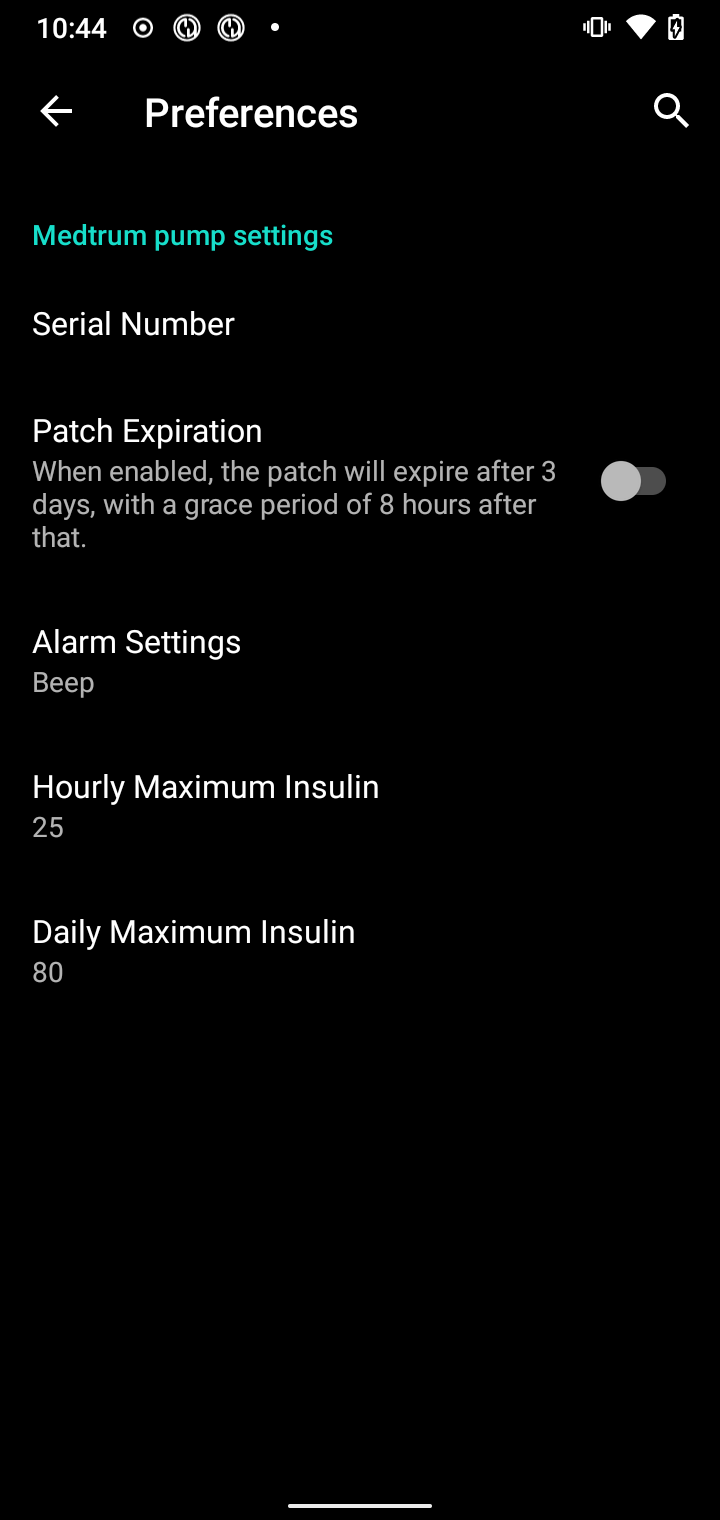 10:44
Preferences
Medtrum pump settings
Serial Number
Patch Expiration
When enabled, the patch will expire after 3
days, with a grace period of 8 hours after
that.
Alarm Settings
Beep
Hourly Maximum Insulin
25
Daily Maximum Insulin
80